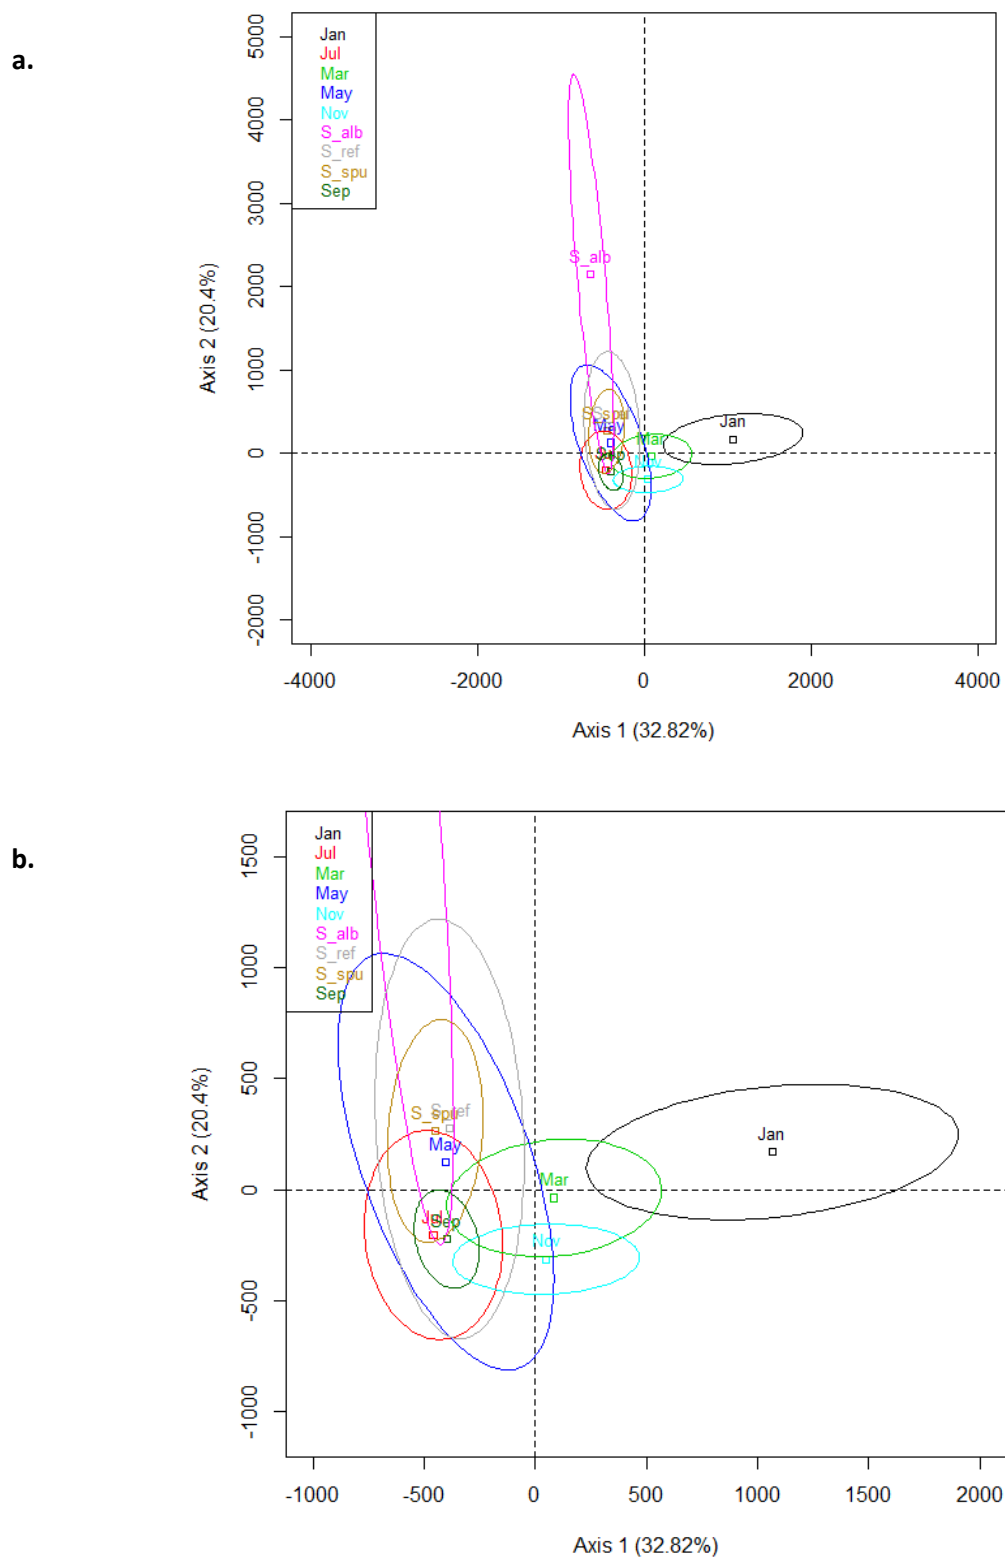 a.
Jan
Jul
Mar
May
Nov
S_alb
S_ref
S_spu
Sep
5000
4000
3000
2000
1000
0
-1000
-2000
Axis 2 (20.4%)
S_alb
S_spu
May
Sep
Mar
Nov
Jan
-4000 -2000 0 2000 4000
Axis 1 (32.82%)
b.
Jan
Jul
Mar
May
Nov
S_alb
S_ref
S_spu
Sep
1500
1000
500
0
-500
-1000
Axis 2 (20.4%)
S_spu
S_ref
May
Jul
Sep
Mar
Nov
Jan
-1000 -500 0 500 1000 1500 2000
Axis 1 (32.82%)